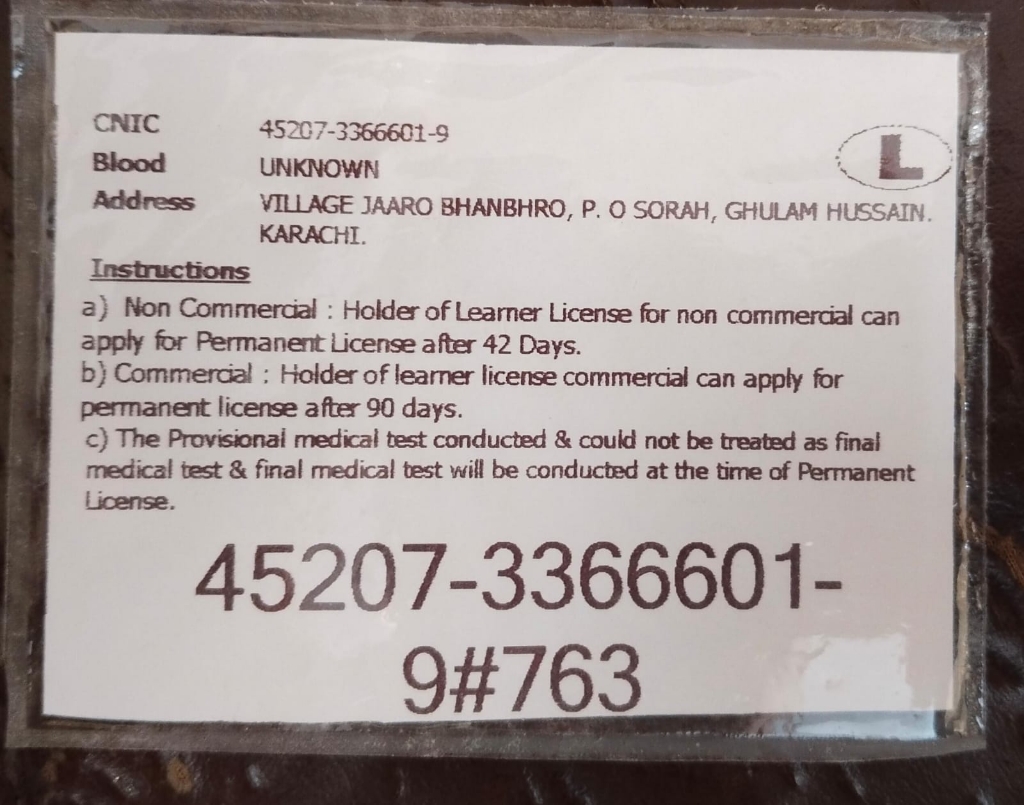 CNIC 45207-3366601-9
L
Blood UNKNOWN
Address VILLAGE JAARO BHANBHRO, P. O SORAH, GHULAM HUSSAIN.
KARACHI.
Instructions
a) Non Commercial : Holder of Learner License for non commercial can
apply for Permanent License after 42 Days.
b) Commercial : Holder of learner license commercial can apply for
permanent license after 90 days.
c) The Provisional medical test conducted & could not be treated as final
medical test & final medical test will be conducted at the time of Permanent
License.
45207-3366601-
9#763